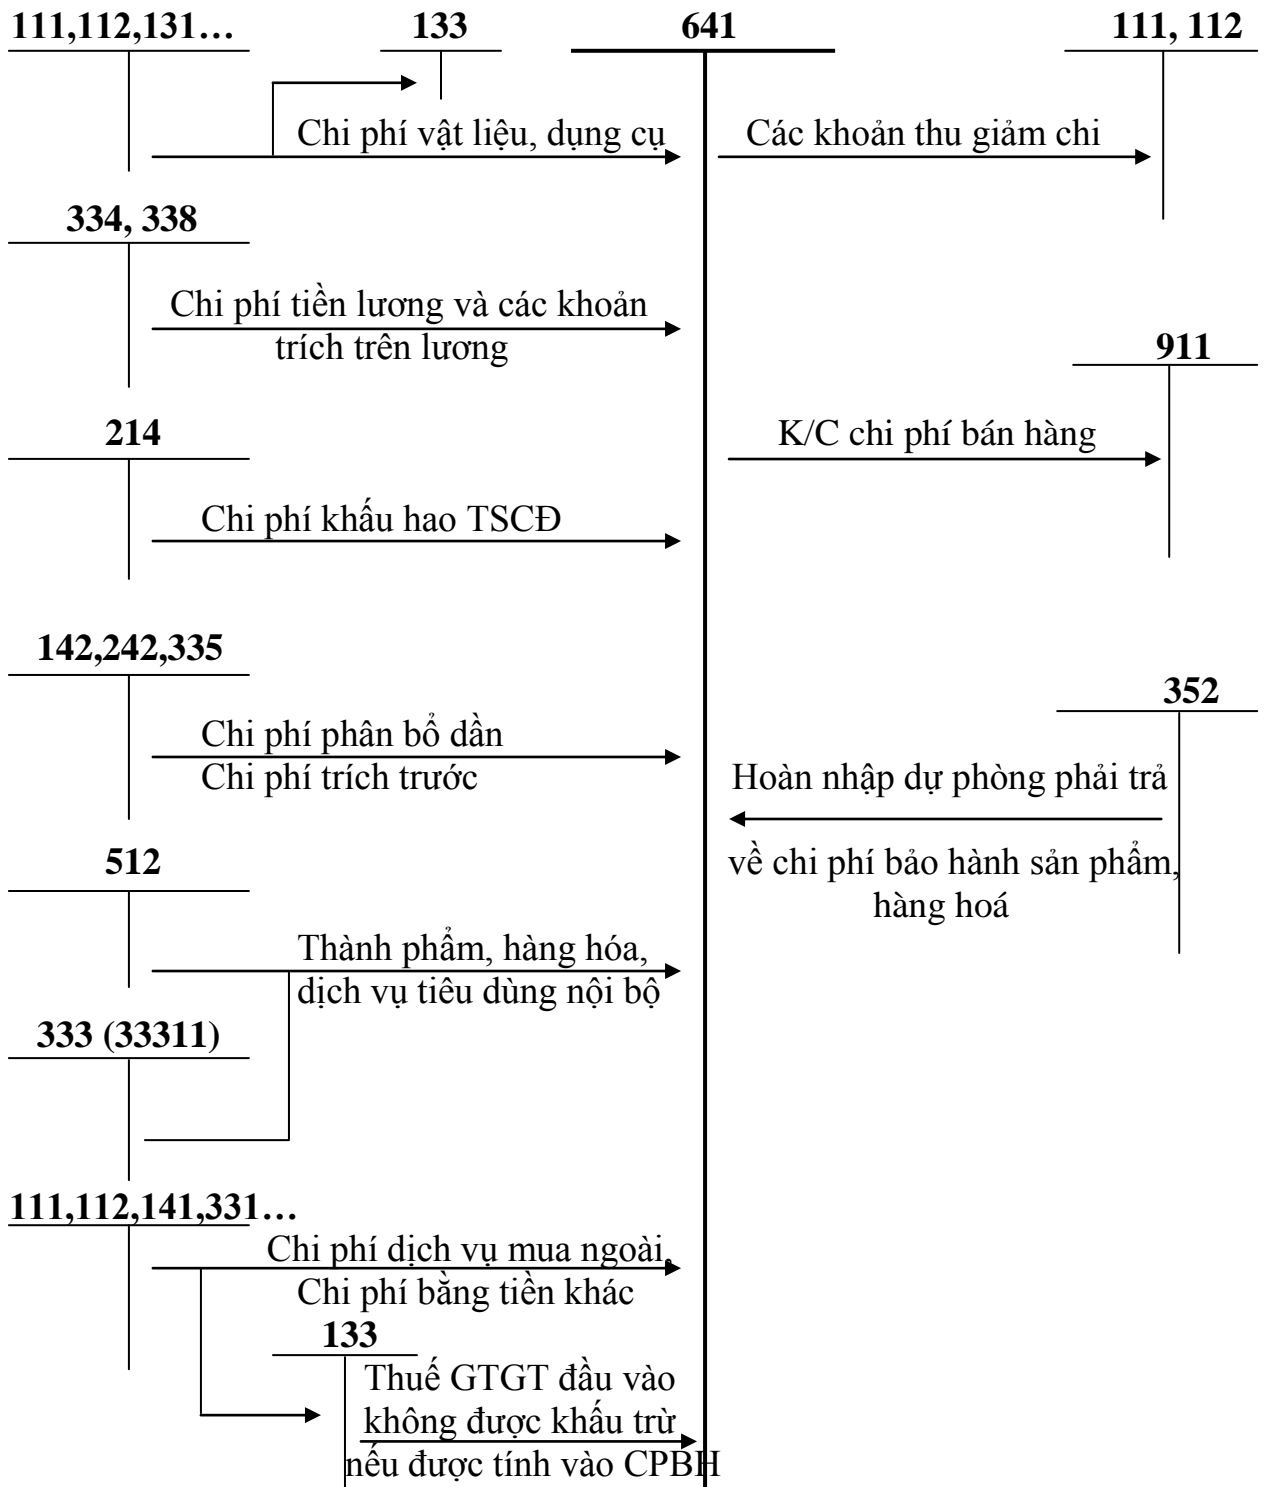 111,112,131…
133
641
111, 112
Chi phí vật liệu, dụng cụ
Các khoản thu giảm chi
334, 338
Chi phí tiền lương và các khoản
trích trên lương
911
214
K/C chi phí bán hàng
Chi phí khấu hao TSCĐ
142,242,335
352
Chi phí phân bổ dần
Chi phí trích trước
Hoàn nhập dự phòng phải trả
về chi phí bảo hành sản phẩm,
hàng hoá
512
Thành phẩm, hàng hóa,
dịch vụ tiêu dùng nội bộ
333 (33311)
111,112,141,331…
Chi phí dịch vụ mua ngoài,
Chi phí bằng tiền khác
133
Thuế GTGT đầu vào
không được khấu trừ
nếu được tính vào CPBH